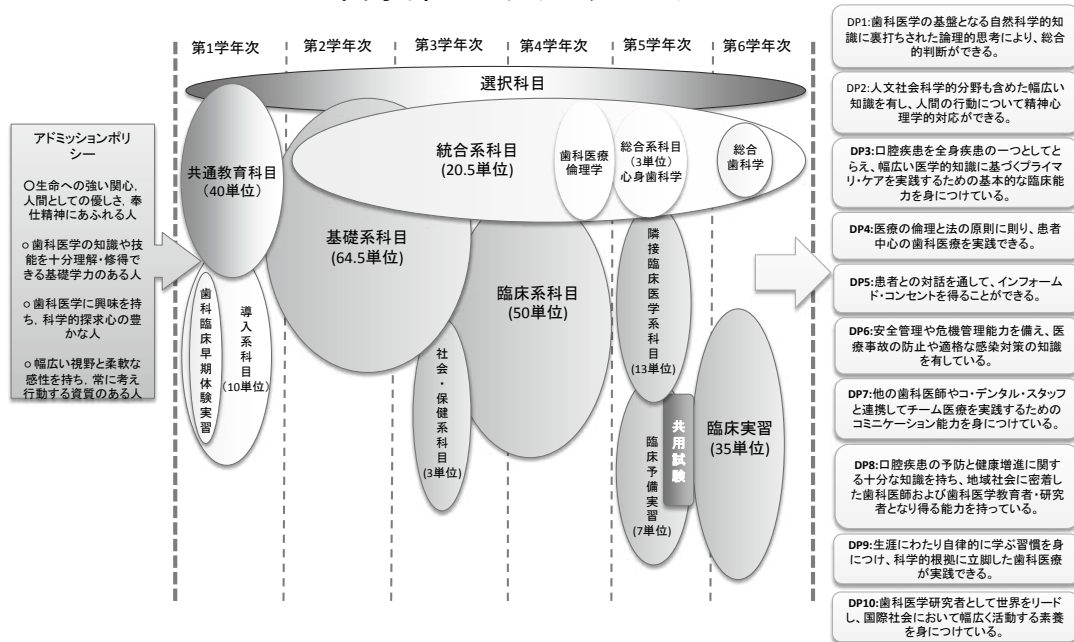 第1学年次
第2学年次
第3学年次
第4学年次
第5学年次
第6学年次
選択科目
アドミッションポリ
シー
〇生命への強い関心,
人間としての優しさ, 奉
仕精神にあふれる人
○歯科医学の知識や技
能を十分理解・修得で
きる基礎学力のある人
○歯科医学に興味を持
ち, 科学的探求心の豊
かな人
○幅広い視野と柔軟な
感性を持ち, 常に考え
行動する資質のある人
共通教育科目
(40単位)
歯科臨床早期体験実習
導入系科目
(10単位)
基礎系科目
(64.5単位)
統合系科目
(20.5単位)
歯科医療
倫理学
総合系科目
(3単位)
心身歯科学
総合
歯科学
社会・保健系科目
(3単位)
臨床系科目
(50単位)
隣接臨床医学系科目
(13単位)
臨床予備実習
(7単位)
共用試験
臨床実習
(35単位)
DP1:歯科医学の基盤となる自然科学的知
識に裏打ちされた論理的思考により、総合
的判断ができる。
DP2:人文社会科学的分野も含めた幅広い
知識を有し、人間の行動について精神心
理学的対応ができる。
DP3:口腔疾患を全身疾患の一つとしてと
らえ、幅広い医学的知識に基づくプライマ
リ・ケアを実践するための基本的な臨床能
力を身につけている。
DP4:医療の倫理と法の原則に則り、患者
中心の歯科医療を実践できる。
DP5:患者との対話を通して、インフォーム
ド・コンセントを得ることができる。
DP6:安全管理や危機管理能力を備え、医
療事故の防止や適格な感染対策の知識
を有している。
DP7:他の歯科医師やコ・デンタル・スタッフ
と連携してチーム医療を実践するための
コミニケーション能力を身につけている。
DP8:口腔疾患の予防と健康増進に関する
十分な知識を持ち、地域社会に密着し
た歯科医師および歯科医学教育者・研究
者となり得る能力を持っている。
DP9:生涯にわたり自律的に学ぶ習慣を身
につけ、科学的根拠に立脚した歯科医療
が実践できる。
DP10:歯科医学研究者として世界をリード
し、国際社会において幅広く活動する素養
を身につけている。